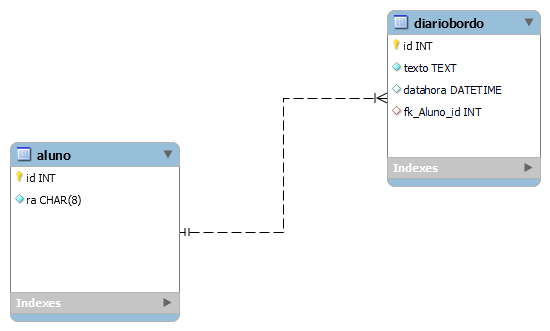 diariobordo
id INT
texto TEXT
datahora DATETIME
fk_Aluno_id INT
Indexes
aluno
id INT
ra CHAR(8)
Indexes